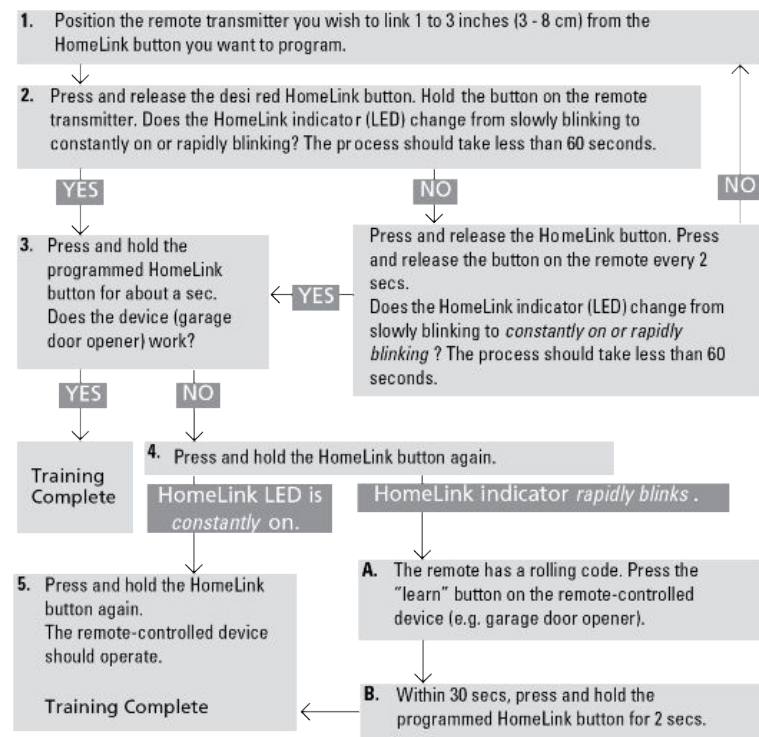 1. Position the remote transmitter you wish to link 1 to 3 inches (3 - 8 cm) from the
HomeLink button you want to program.
2. Press and release the desi red HomeLink button. Hold the button on the remote
transmitter. Does the HomeLink indicator (LED) change from slowly blinking to
constantly on or rapidly blinking? The process should take less than 60 seconds.
YES
NO
NO
3. Press and hold the
programmed HomeLink
button for about a sec.
Does the device (garage
door opener) work?
YES
Press and release the HomeLink button. Press
and release the button on the remote every 2
secs.
Does the HomeLink indicator (LED) change from
slowly blinking to constantly on or rapidly
blinking ? The process should take less than 60
seconds.
YES
NO
Training
Complete
4. Press and hold the HomeLink button again.
HomeLink LED is
constantly on.
HomeLink indicator rapidly blinks .
5. Press and hold the HomeLink
button again.
The remote-controlled device
should operate.
Training Complete
A. The remote has a rolling code. Press the
"learn" button on the remote-controlled
device (e.g. garage door opener).
B. Within 30 secs, press and hold the
programmed HomeLink button for 2 secs.